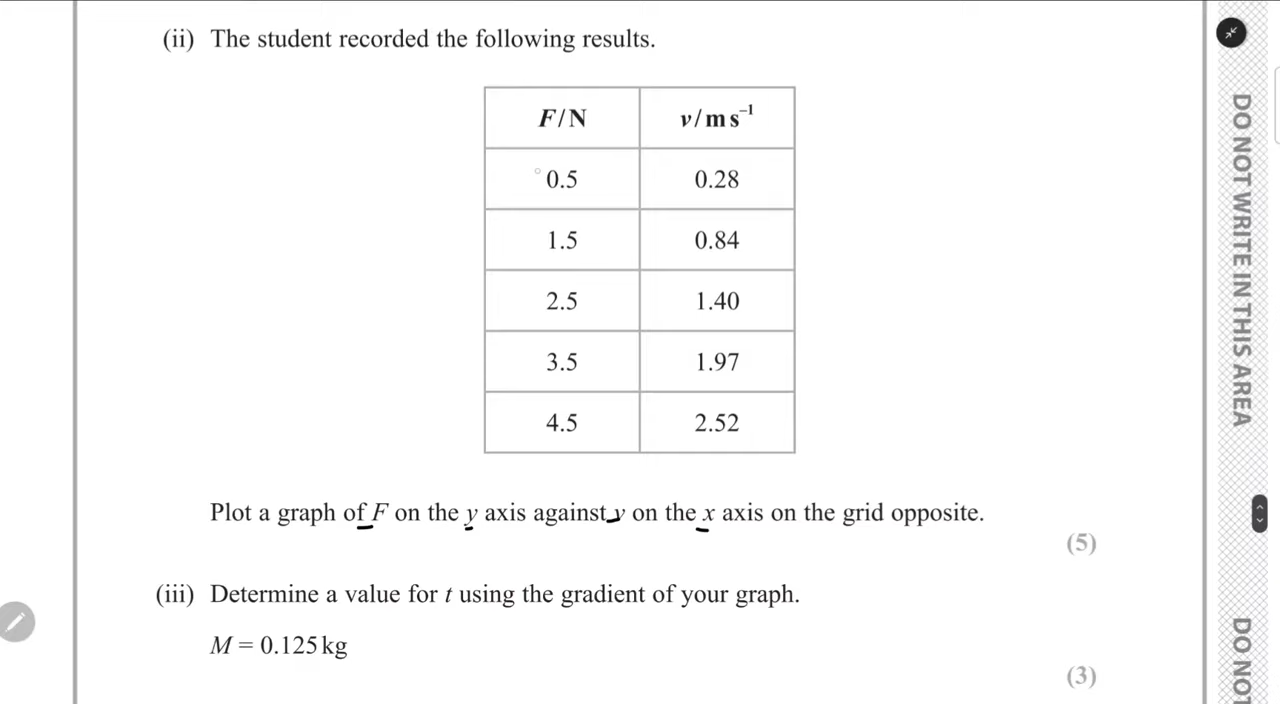 (ii) The student recorded the following results.
F/N v/m s⁻¹
0.5 0.28
1.5 0.84
2.5 1.40
3.5 1.97
4.5 2.52
Plot a graph of F on the y axis against v on the x axis on the grid opposite.
(5)
(iii) Determine a value for t using the gradient of your graph.
M = 0.125 kg
(3)
DO NOT WRITE IN THIS AREA
DO NOT